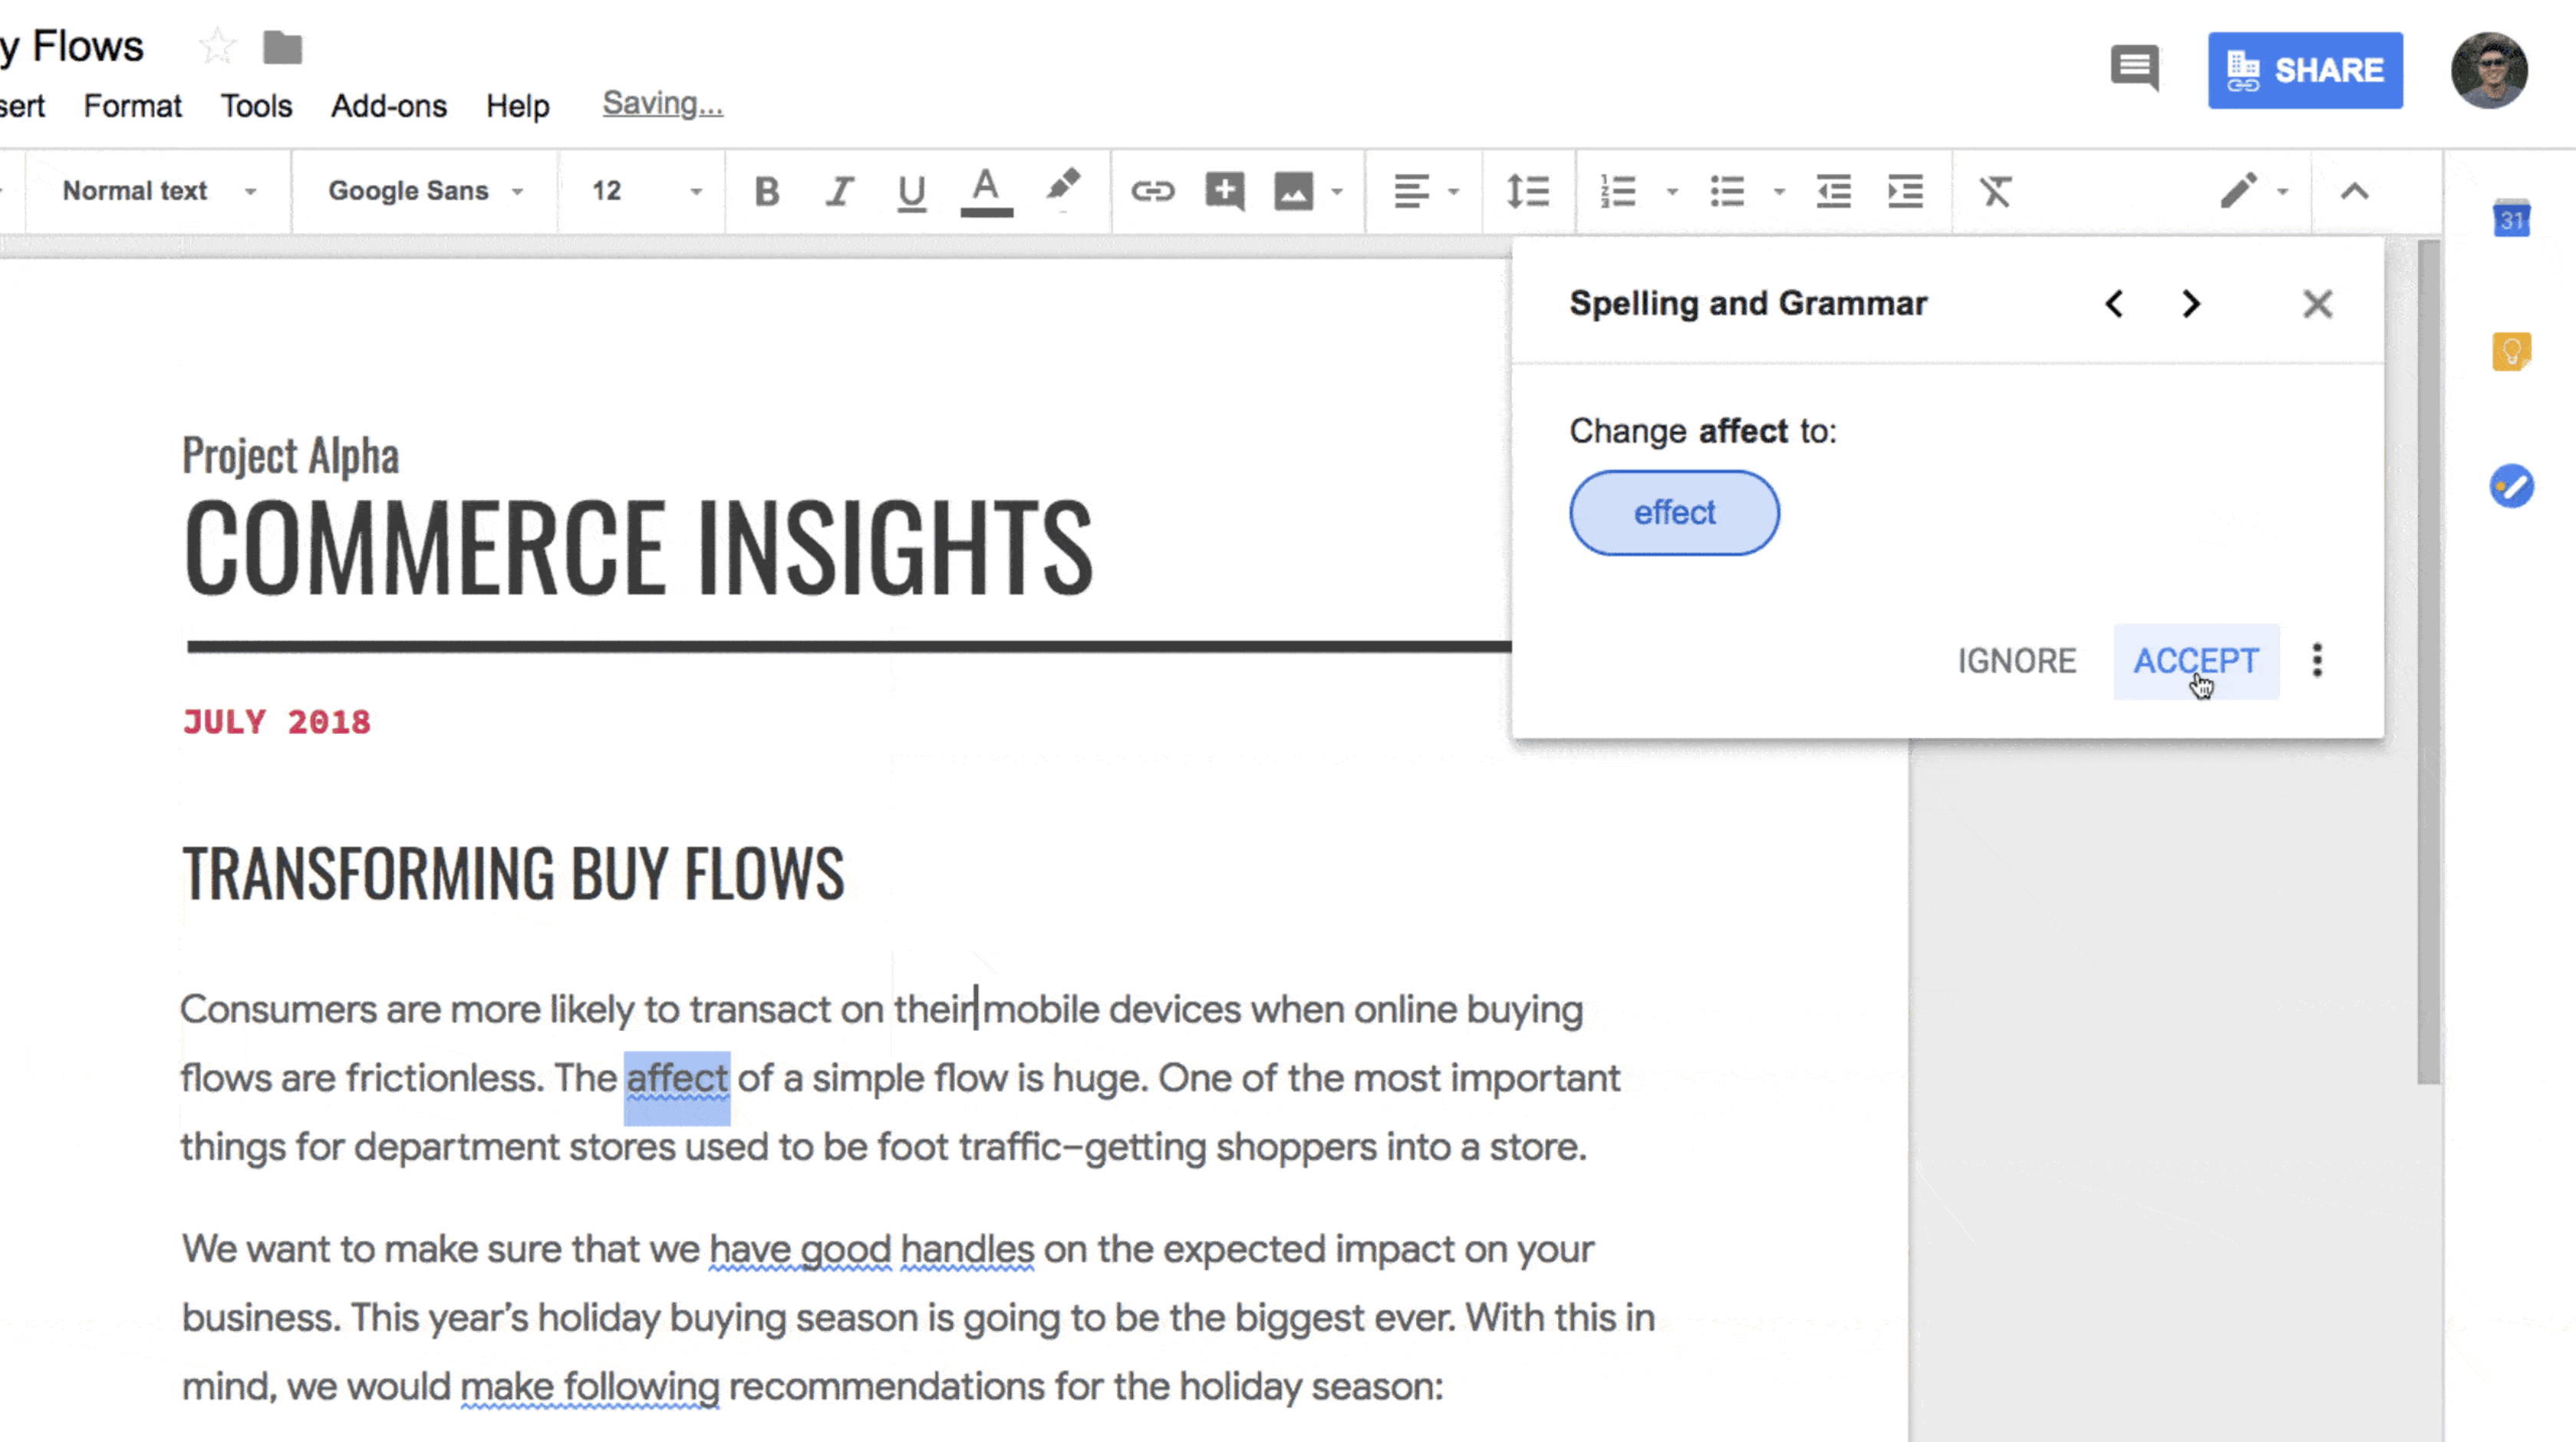 y Flows
sert Format Tools Add-ons Help Saving...
SHARE
Normal text Google Sans 12 B I U A
31
Spelling and Grammar
Change affect to:
effect
IGNORE ACCEPT
Project Alpha
COMMERCE INSIGHTS
JULY 2018
TRANSFORMING BUY FLOWS
Consumers are more likely to transact on their mobile devices when online buying
flows are frictionless. The affect of a simple flow is huge. One of the most important
things for department stores used to be foot traffic–getting shoppers into a store.
We want to make sure that we have good handles on the expected impact on your
business. This year’s holiday buying season is going to be the biggest ever. With this in
mind, we would make following recommendations for the holiday season: